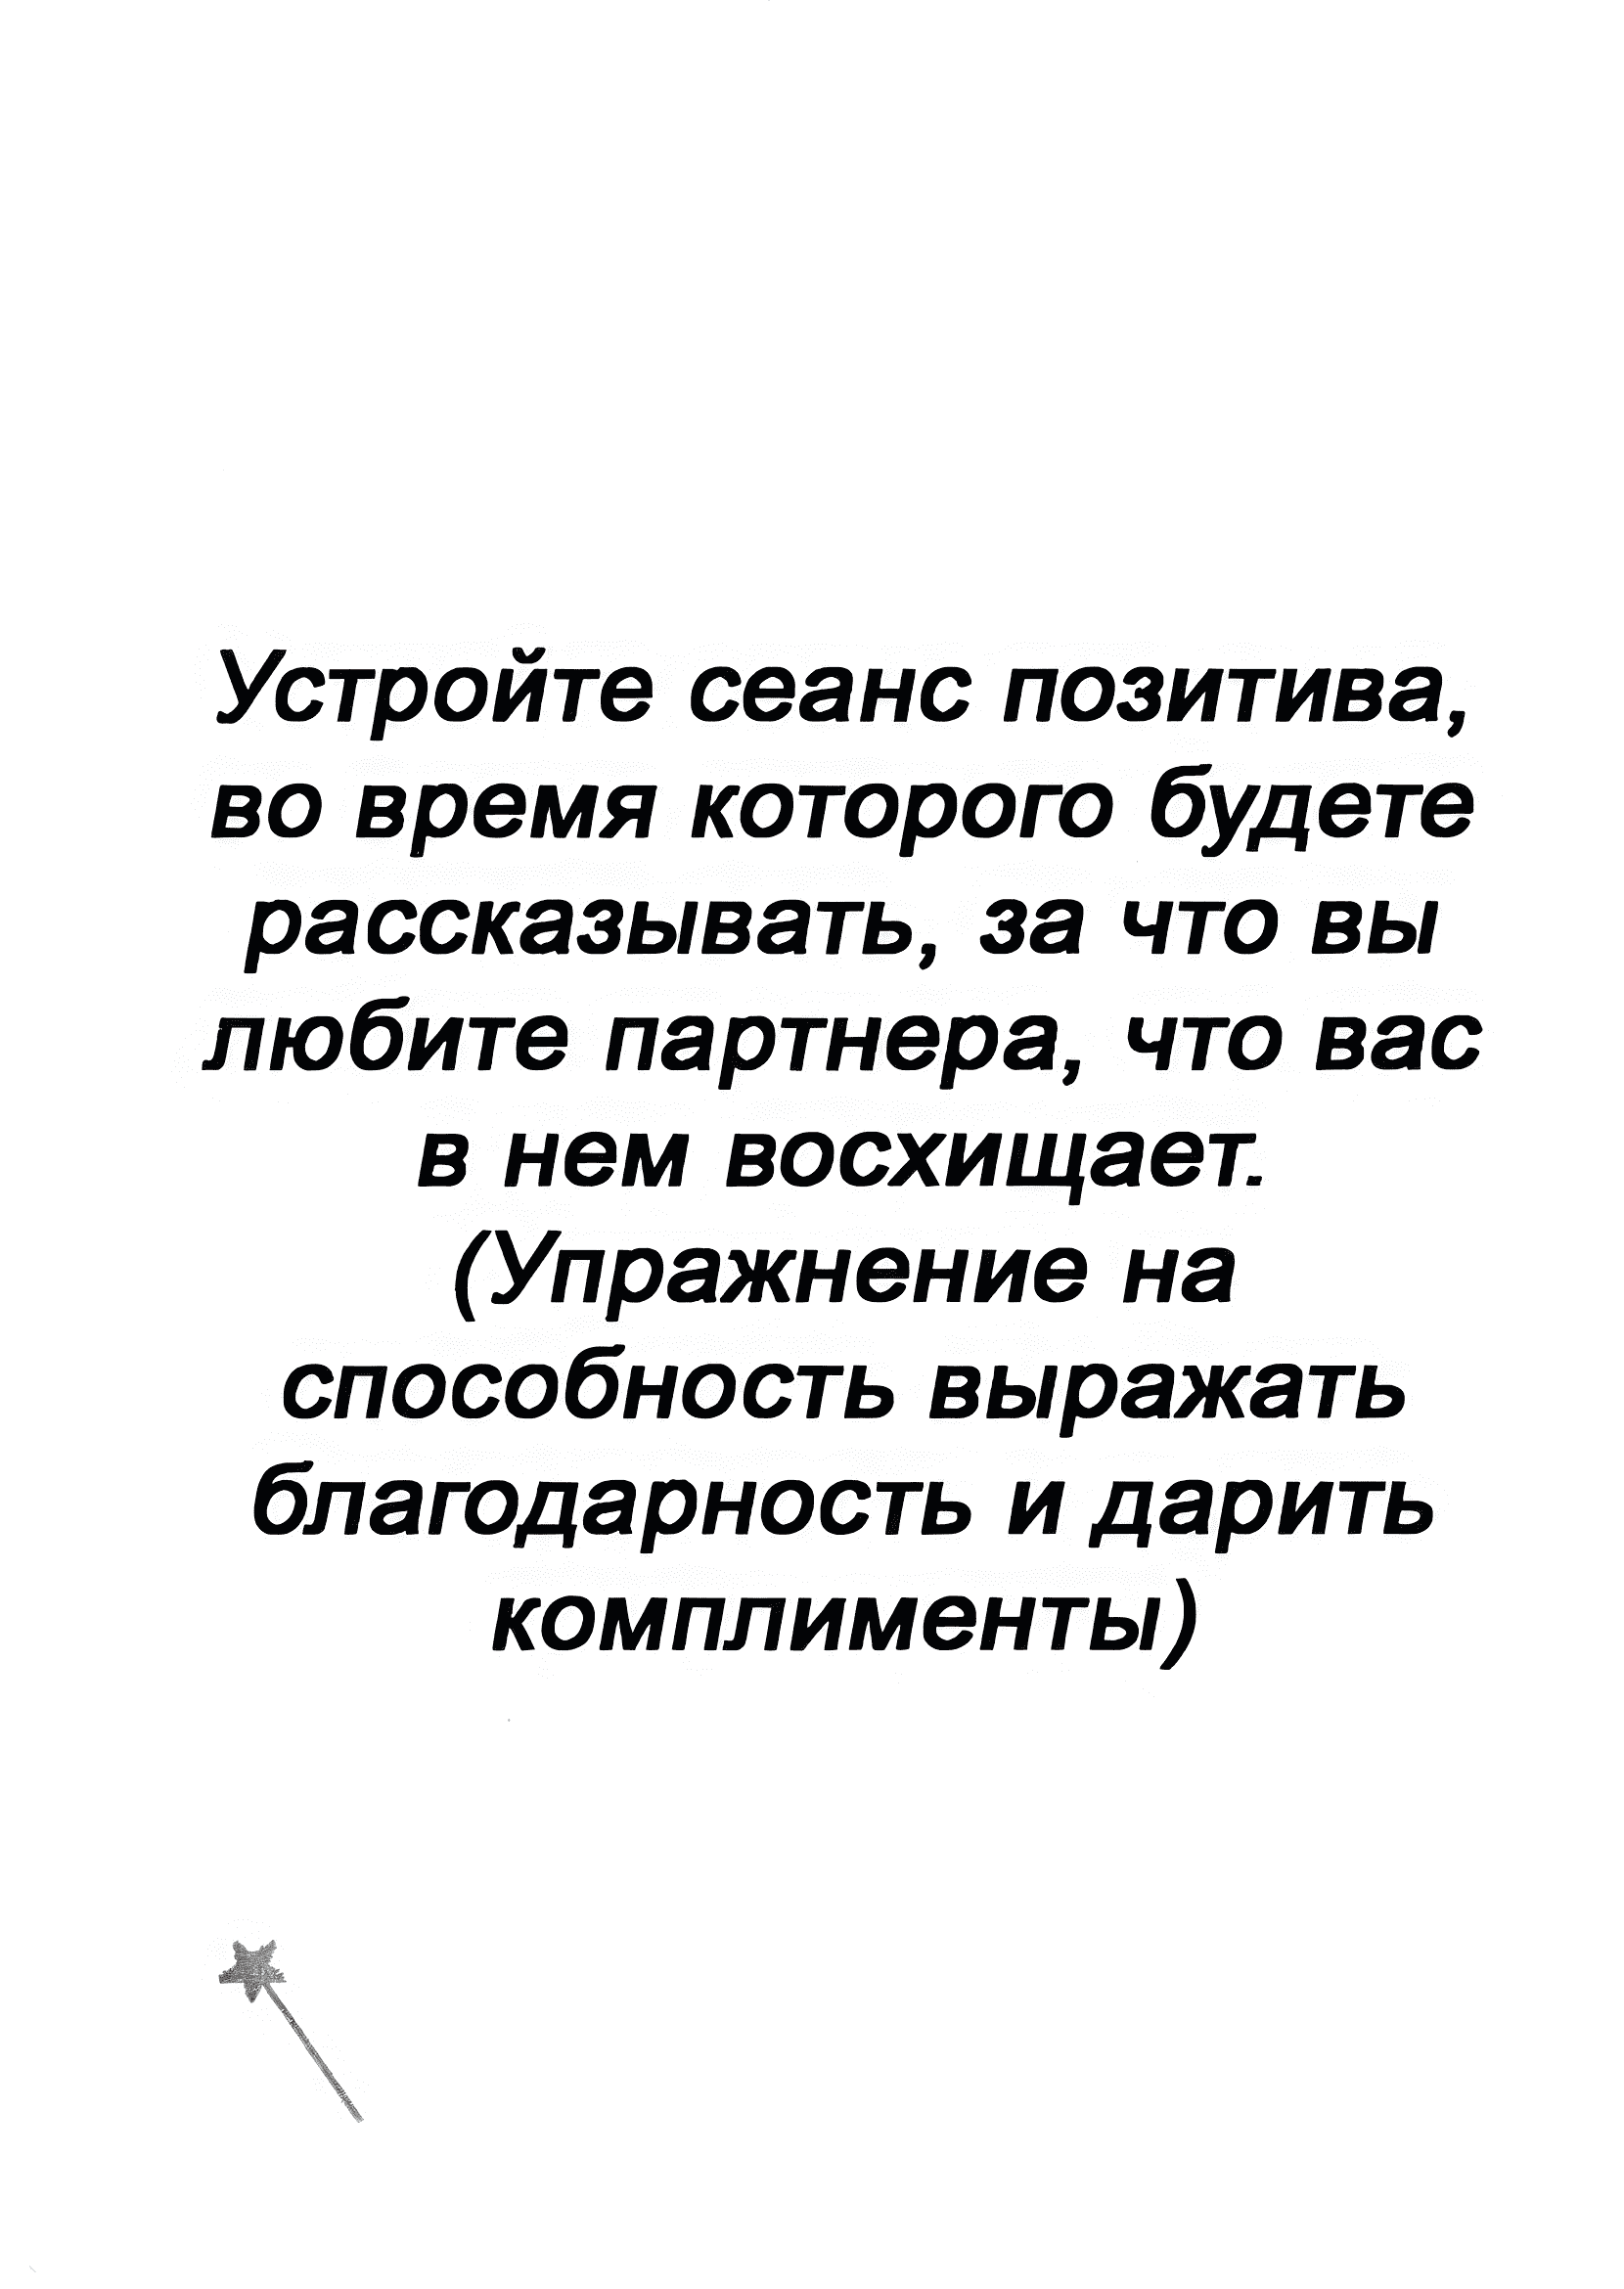 Устройте сеанс позитива,
во время которого будете
рассказывать, за что вы
любите партнера, что вас
в нем восхищает.
(Упражнение на
способность выражать
благодарность и дарить
комплименты)